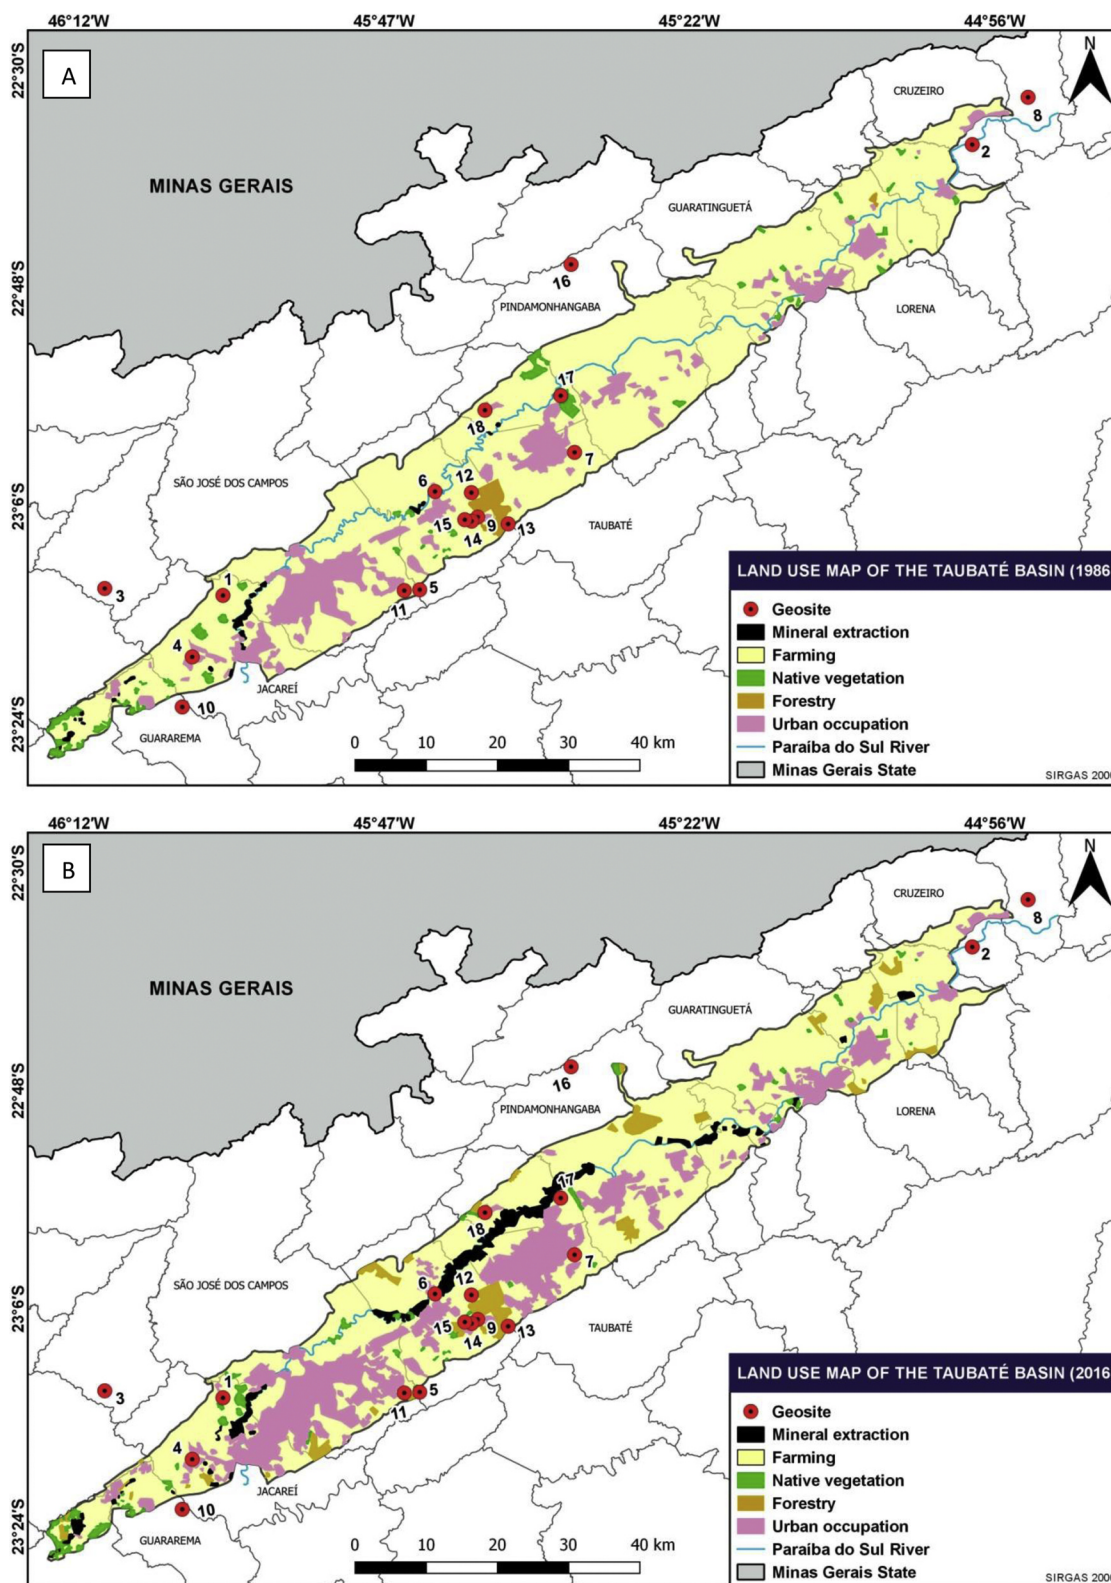 46°12'W 45°47'W 45°22'W 44°56'W
22°30'S
A
N
CRUZEIRO
8
2
MINAS GERAIS
GUARATINGUETÁ
22°48'S
16
PINDAMONHANGABA
LORENA
17
18
7
SÃO JOSÉ DOS CAMPOS
6
12
23°6'S
15
9
13
14
TAUBATÉ
1
5
11
3
4
JACAREÍ
10
GUARAREMA
23°24'S
0 10 20 30 40 km
LAND USE MAP OF THE TAUBATÉ BASIN (1986
Geosite
Mineral extraction
Farming
Native vegetation
Forestry
Urban occupation
Paraíba do Sul River
Minas Gerais State
SIRGAS 200
46°12'W 45°47'W 45°22'W 44°56'W
22°30'S
B
N
CRUZEIRO
8
2
MINAS GERAIS
GUARATINGUETÁ
22°48'S
16
PINDAMONHANGABA
LORENA
17
18
7
SÃO JOSÉ DOS CAMPOS
6
12
23°6'S
15
9
13
14
TAUBATÉ
1
5
11
3
4
JACAREÍ
10
GUARAREMA
23°24'S
0 10 20 30 40 km
LAND USE MAP OF THE TAUBATÉ BASIN (2016
Geosite
Mineral extraction
Farming
Native vegetation
Forestry
Urban occupation
Paraíba do Sul River
Minas Gerais State
SIRGAS 200